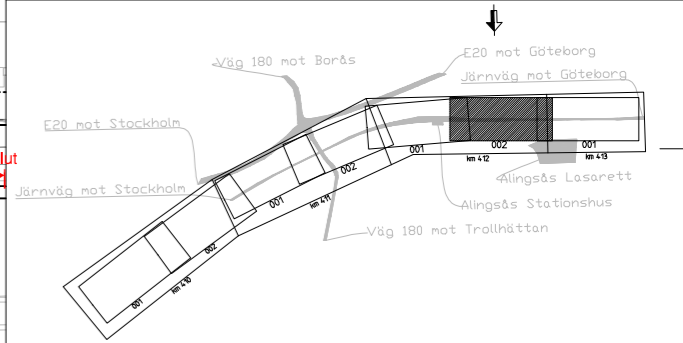 Väg 180 mot Borås
E20 mot Göteborg
Järnväg mot Göteborg
E20 mot Stockholm
lut
Järnväg mot Stockholm
001
002
001
km 412
km 413
002
km 411
001
Alingsås Lasarett
Alingsås Stationshus
Väg 180 mot Trollhättan
002
km 410
001